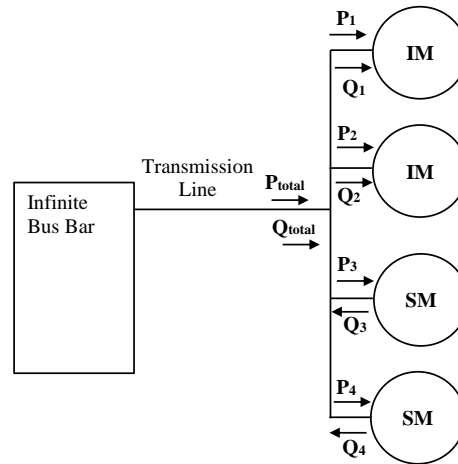 P1
IM
Q1
P2
IM
Q2
Transmission
Line
Ptotal
Infinite
Bus Bar
Qtotal
P3
SM
Q3
P4
SM
Q4